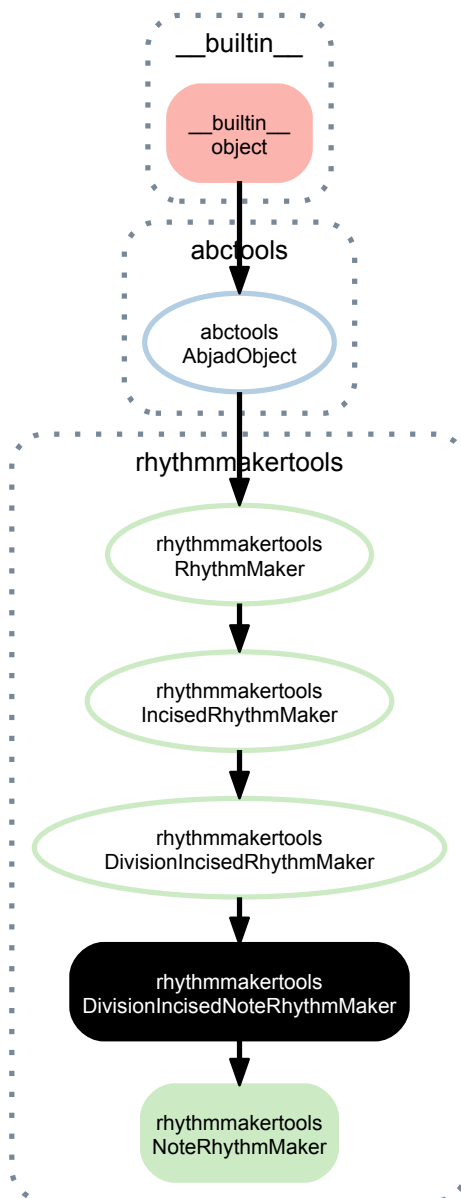 __builtin__
__builtin__
object
abctools
abctools
AbjadObject
rhythmmakertools
rhythmmakertools
RhythmMaker
rhythmmakertools
IncisedRhythmMaker
rhythmmakertools
DivisionIncisedRhythmMaker
rhythmmakertools
DivisionIncisedNoteRhythmMaker
rhythmmakertools
NoteRhythmMaker